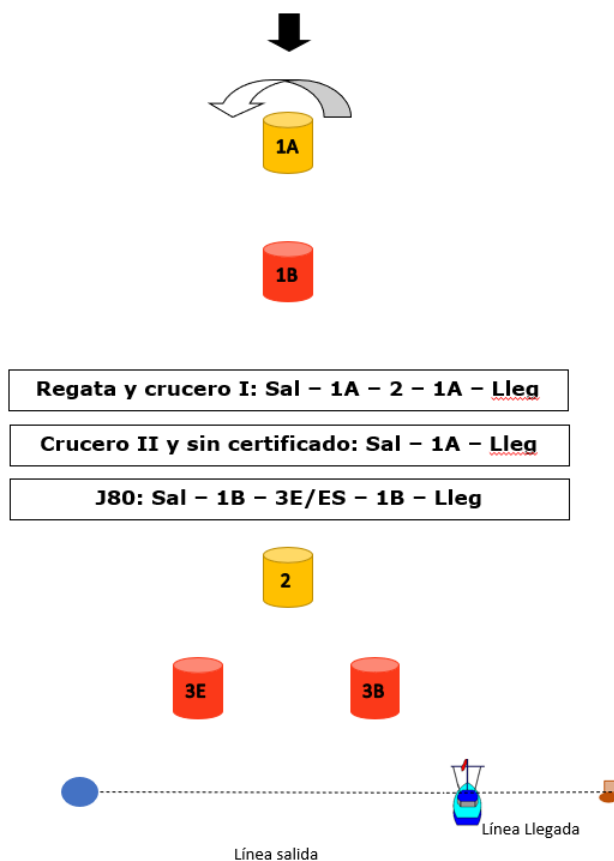 1A
1B
Regata y crucero I: Sal – 1A – 2 – 1A – Lleg
Crucero II y sin certificado: Sal – 1A – Lleg
J80: Sal – 1B – 3E/ES – 1B – Lleg
2
3E 3B
Línea Llegada
Línea salida